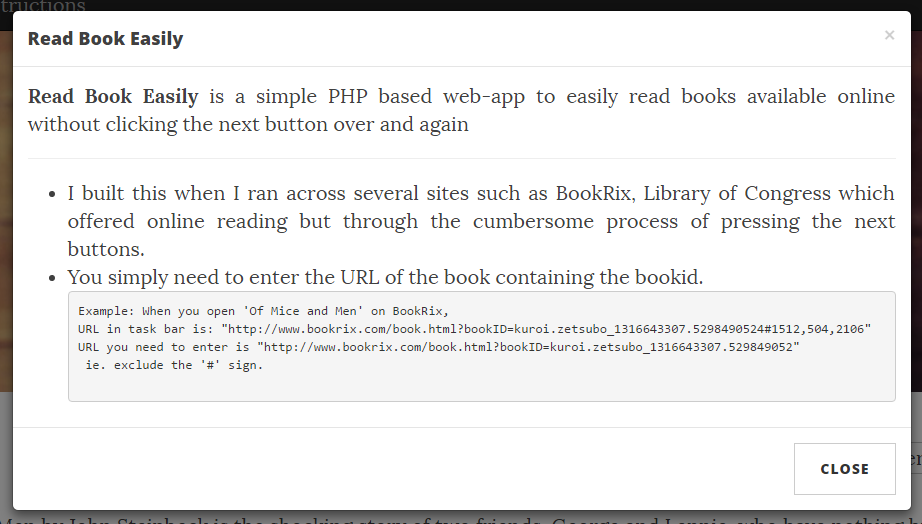 tructions
Read Book Easily ×
Read Book Easily is a simple PHP based web-app to easily read books available online
without clicking the next button over and again
• I built this when I ran across several sites such as BookRix, Library of Congress which
offered online reading but through the cumbersome process of pressing the next
buttons.
• You simply need to enter the URL of the book containing the bookid.
Example: When you open 'Of Mice and Men' on BookRix,
URL in task bar is: "http://www.bookrix.com/book.html?bookID=kuroi.zetsubo_1316643307.5298490524#1512,504,2106"
URL you need to enter is "http://www.bookrix.com/book.html?bookID=kuroi.zetsubo_1316643307.529849052"
ie. exclude the '#' sign.
CLOSE